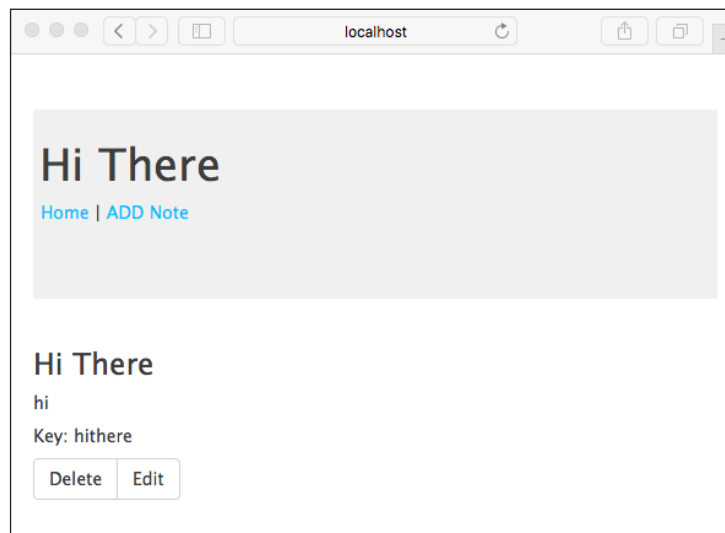 localhost
Hi There
Home | ADD Note
Hi There
hi
Key: hithere
Delete Edit